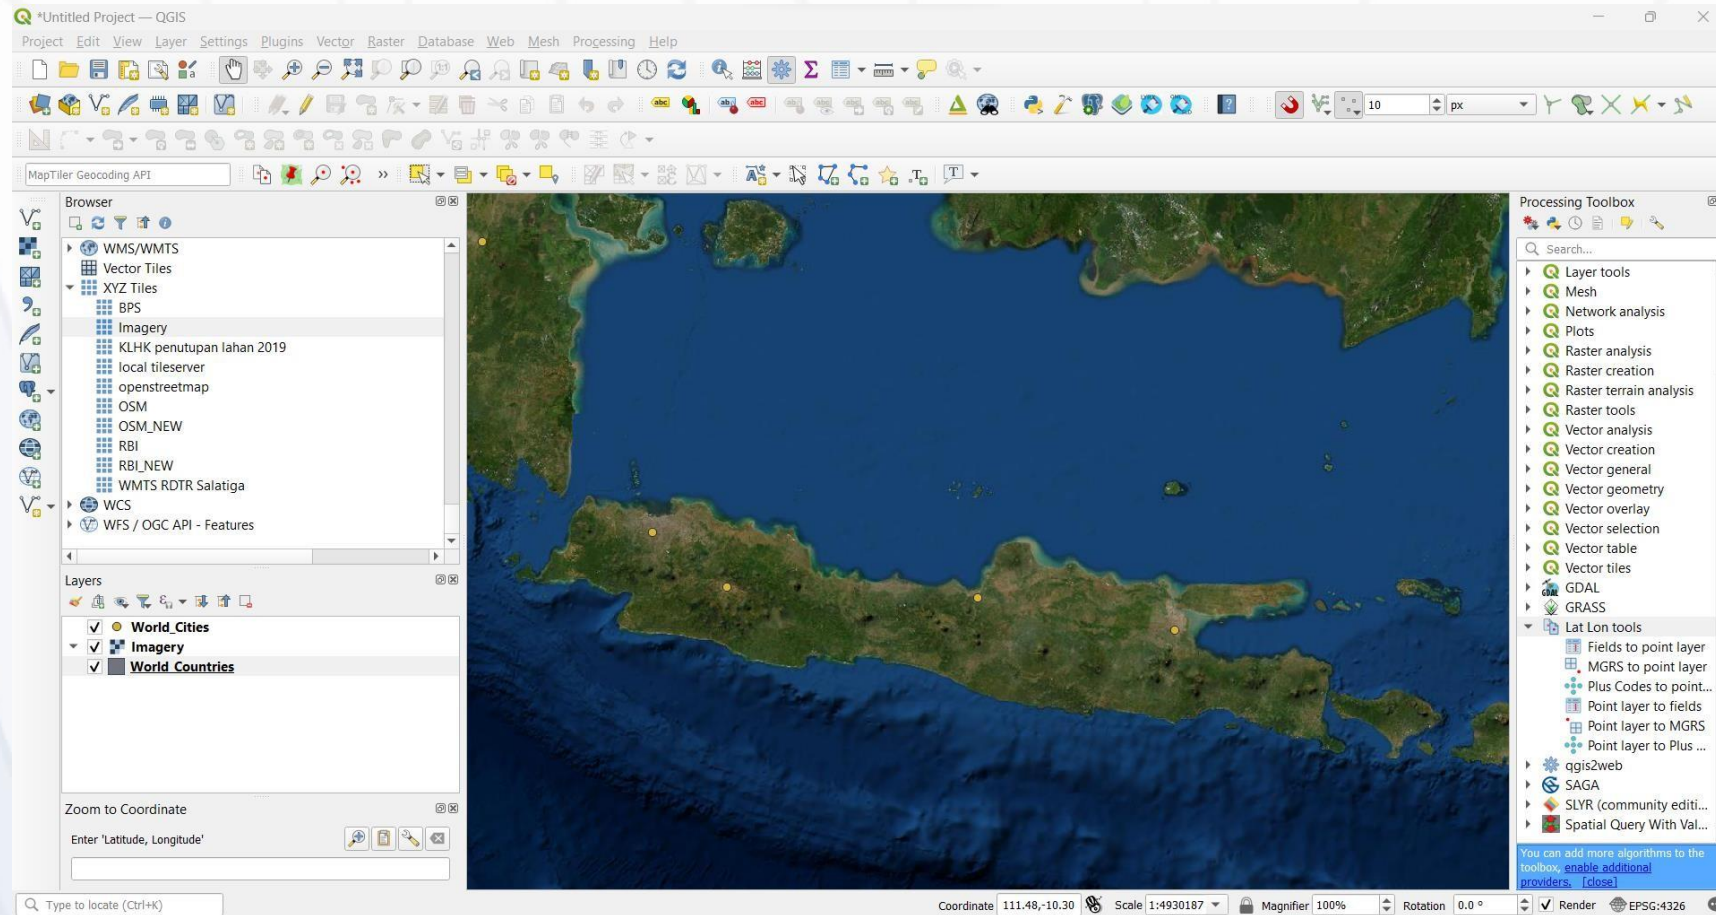 *Untitled Project — QGIS
Project Edit View Layer Settings Plugins Vector Raster Database Web Mesh Processing Help
abc abc abc 10 px
MapTiler Geocoding API
Browser
WMS/WMTS
Vector Tiles
XYZ Tiles
BPS
Imagery
KLHK penutupan lahan 2019
local tileserver
openstreetmap
OSM
OSM_NEW
RBI
RBI_NEW
WMTS RDTR Salatiga
WCS
WFS / OGC API - Features
Layers
World_Cities
Imagery
World_Countries
Zoom to Coordinate
Enter 'Latitude, Longitude'
Processing Toolbox
Search...
Layer tools
Mesh
Network analysis
Plots
Raster analysis
Raster creation
Raster terrain analysis
Raster tools
Vector analysis
Vector creation
Vector general
Vector geometry
Vector overlay
Vector selection
Vector table
Vector tiles
GDAL
GRASS
Lat Lon tools
Fields to point layer
MGRS to point layer
Plus Codes to point...
Point layer to fields
Point layer to MGRS
Point layer to Plus ...
qgis2web
SAGA
SLYR (community editi...
Spatial Query With Val...
You can add more algorithms to the
toolbox, enable additional
providers. [close]
Type to locate (Ctrl+K)
Coordinate 111.48,-10.30 Scale 1:4930187 Magnifier 100% Rotation 0.0 ° Render EPSG:4326